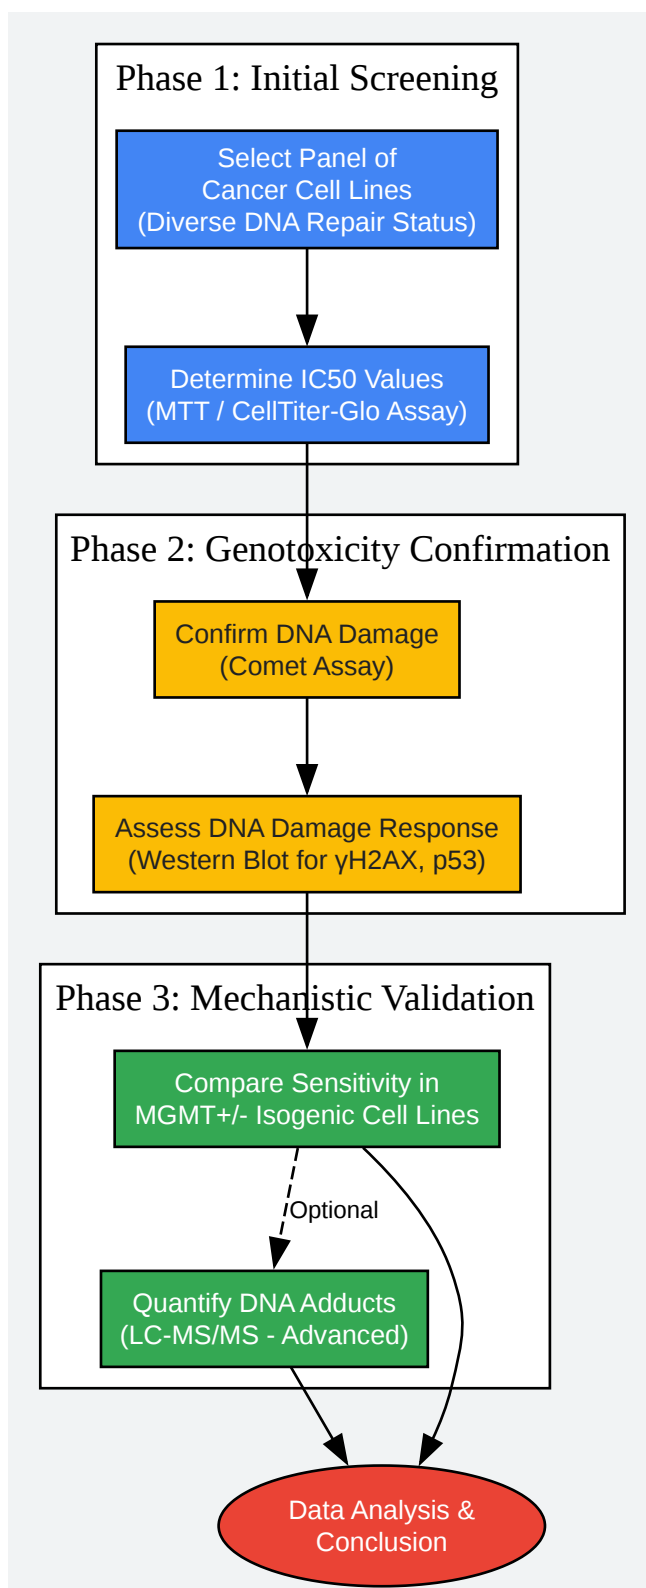 Phase 1: Initial Screening
Select Panel of
Cancer Cell Lines
(Diverse DNA Repair Status)
Determine IC50 Values
(MTT / CellTiter-Glo Assay)
Phase 2: Genotoxicity Confirmation
Confirm DNA Damage
(Comet Assay)
Assess DNA Damage Response
(Western Blot for γH2AX, p53)
Phase 3: Mechanistic Validation
Compare Sensitivity in
MGMT+/- Isogenic Cell Lines
Optional
Quantify DNA Adducts
(LC-MS/MS - Advanced)
Data Analysis &
Conclusion